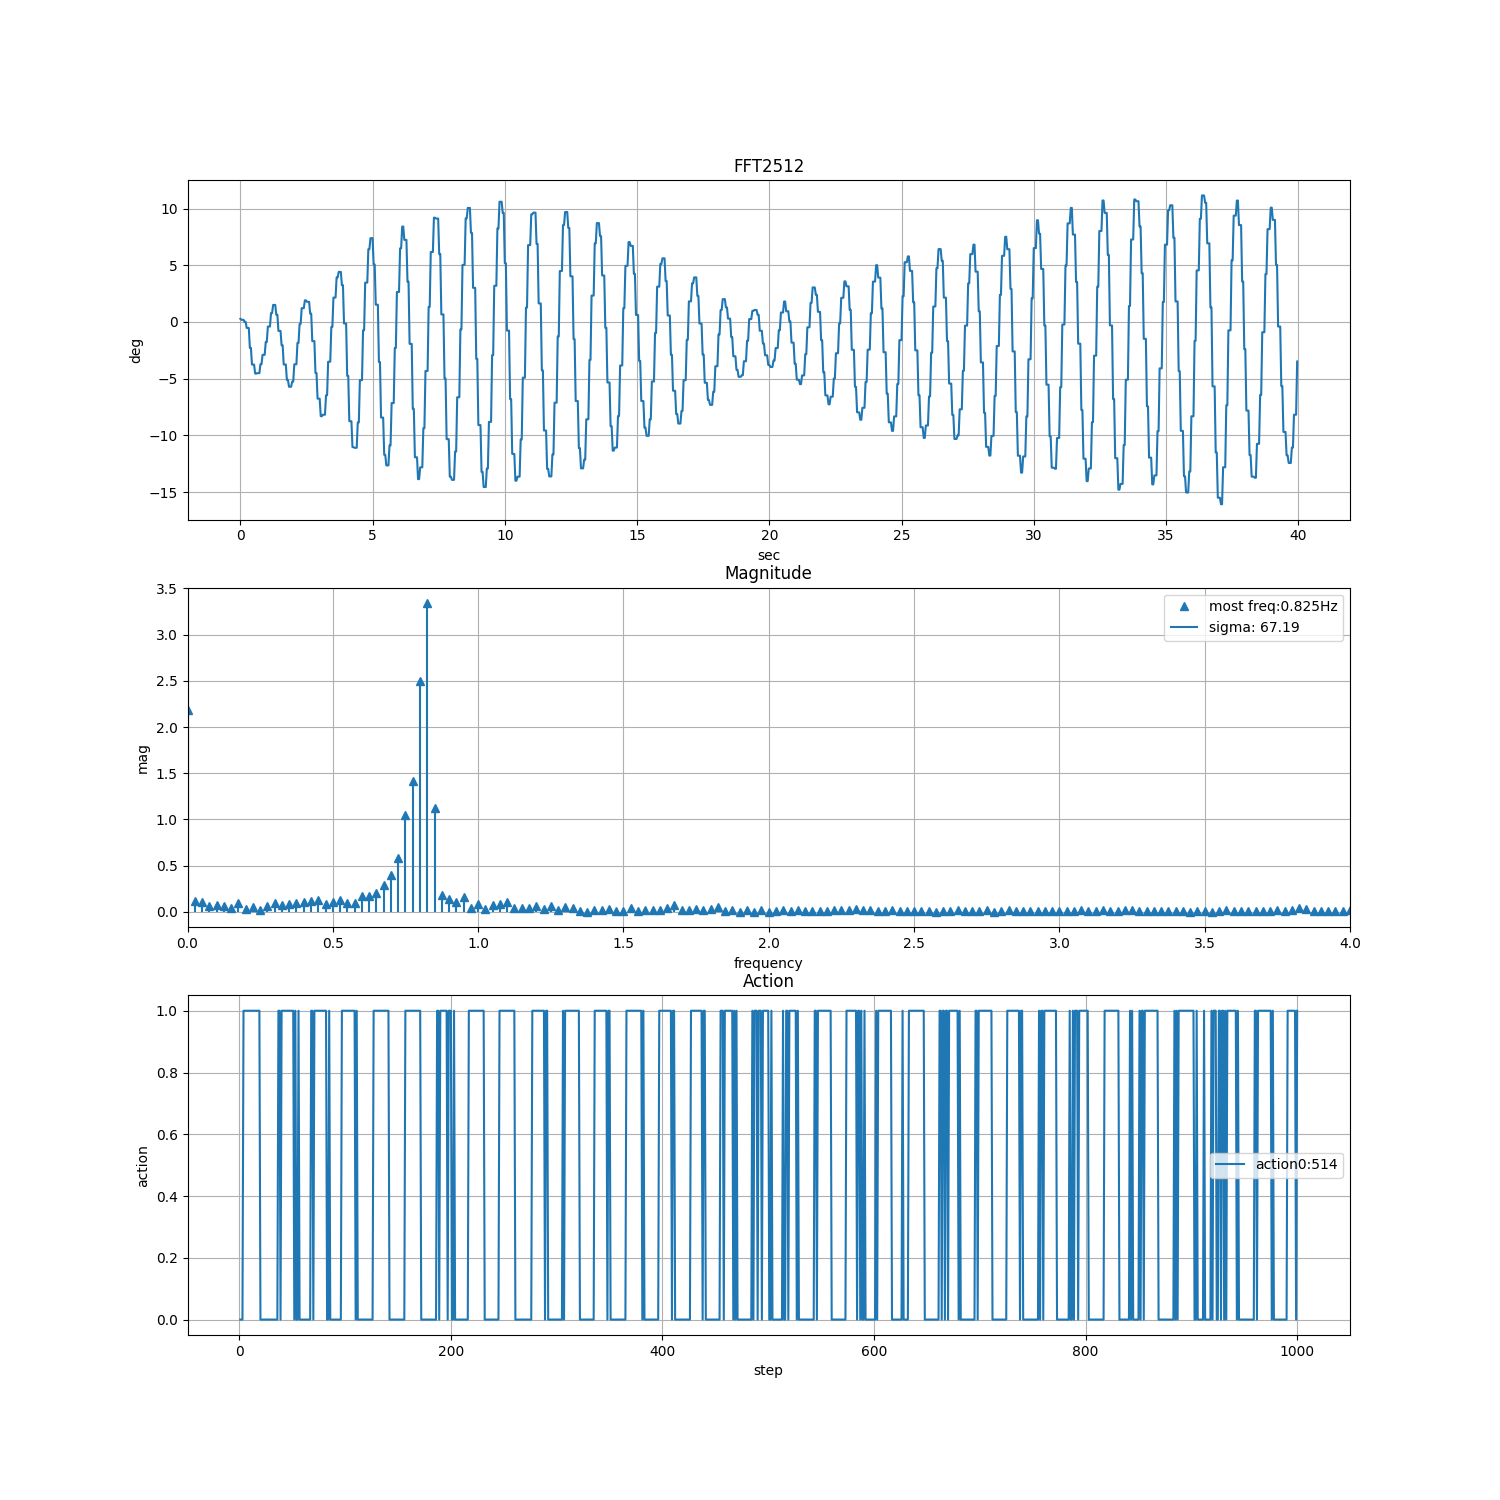 FFT2512
10
5
0
−5
−10
−15
deg
0 5 10 15 20 25 30 35 40
sec
Magnitude
3.5
3.0
2.5
2.0
1.5
1.0
0.5
0.0
mag
most freq:0.825Hz
sigma: 67.19
0.0 0.5 1.0 1.5 2.0 2.5 3.0 3.5 4.0
frequency
Action
1.0
0.8
0.6
0.4
0.2
0.0
action
action0:514
0 200 400 600 800 1000
step